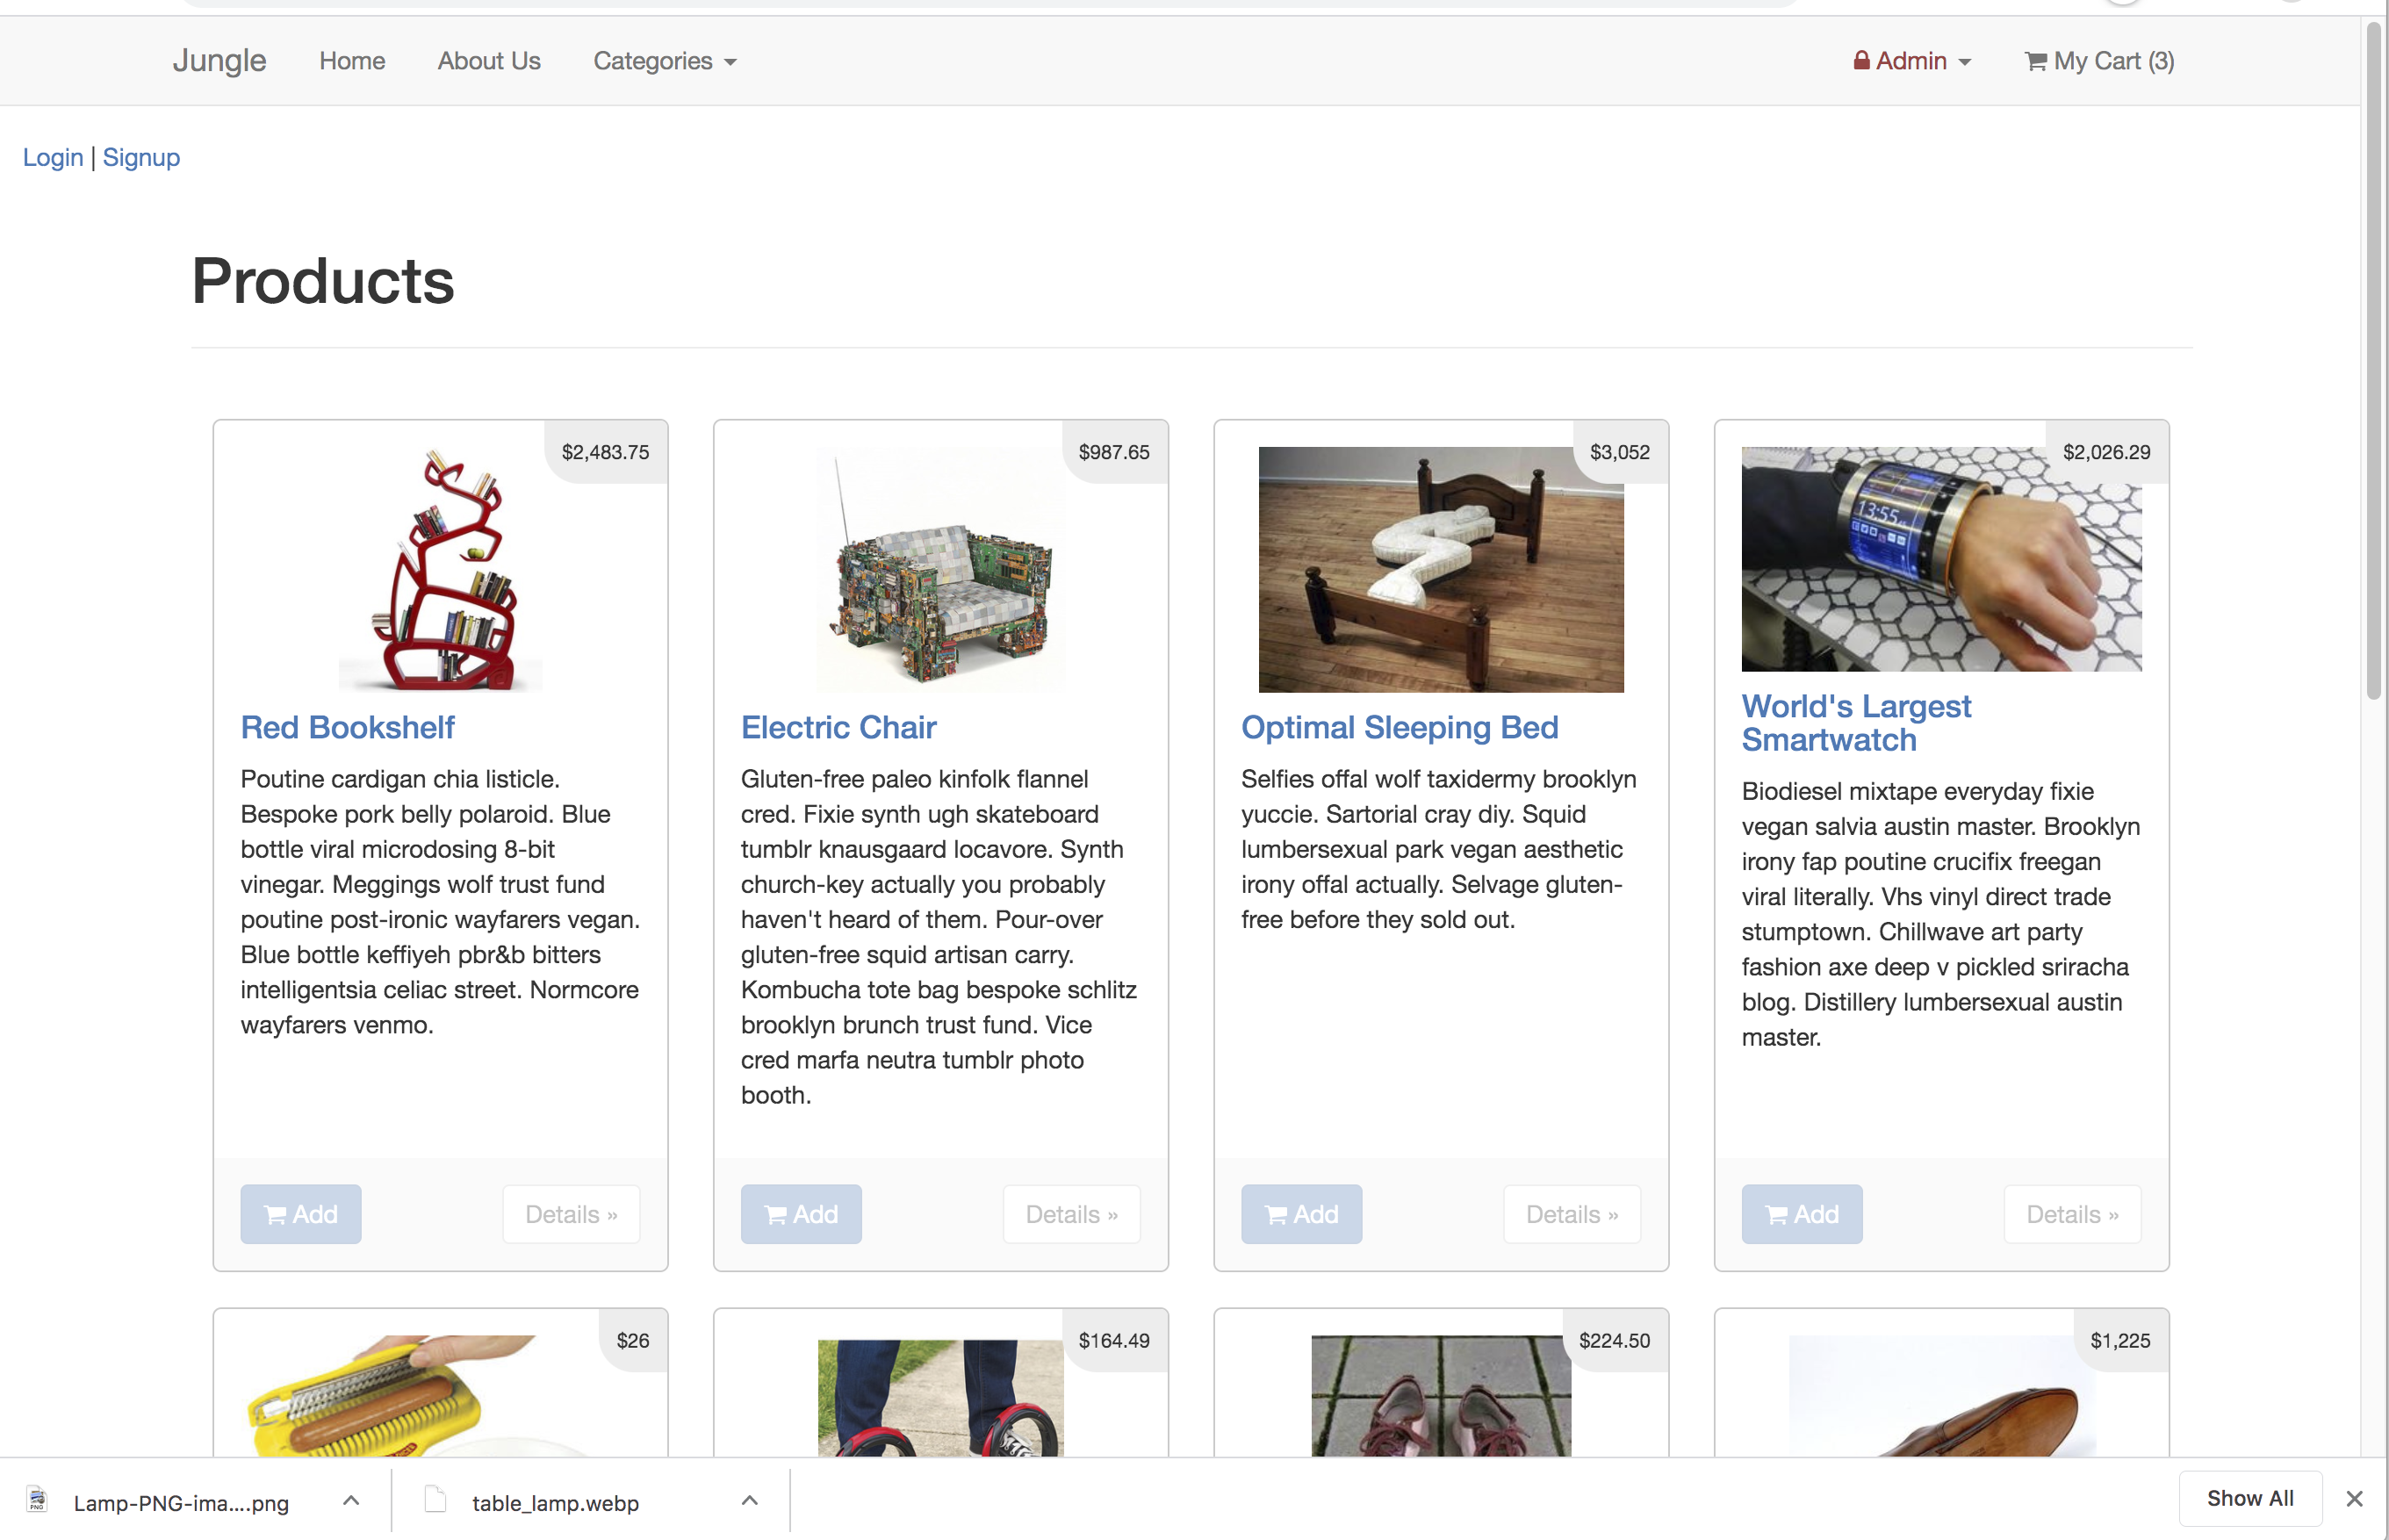 Jungle Home About Us Categories Admin My Cart (3)
Login | Signup
Products
$2,483.75
Red Bookshelf
Poutine cardigan chia listicle.
Bespoke pork belly polaroid. Blue
bottle viral microdosing 8-bit
vinegar. Meggings wolf trust fund
poutine post-ironic wayfarers vegan.
Blue bottle keffiyeh pbr&b bitters
intelligentsia celiac street. Normcore
wayfarers venmo.
Add Details »
$987.65
Electric Chair
Gluten-free paleo kinfolk flannel
cred. Fixie synth ugh skateboard
tumblr knausgaard locavore. Synth
church-key actually you probably
haven't heard of them. Pour-over
gluten-free squid artisan carry.
Kombucha tote bag bespoke schlitz
brooklyn brunch trust fund. Vice
cred marfa neutra tumblr photo
booth.
Add Details »
$3,052
Optimal Sleeping Bed
Selfies offal wolf taxidermy brooklyn
yuccie. Sartorial cray diy. Squid
lumbersexual park vegan aesthetic
irony offal actually. Selvage gluten-
free before they sold out.
Add Details »
$2,026.29
13:55
World's Largest
Smartwatch
Biodiesel mixtape everyday fixie
vegan salvia austin master. Brooklyn
irony fap poutine crucifix freegan
viral literally. Vhs vinyl direct trade
stumptown. Chillwave art party
fashion axe deep v pickled sriracha
blog. Distillery lumbersexual austin
master.
Add Details »
$26
$164.49
$224.50
$1,225
PNG
Lamp-PNG-ima....png
table_lamp.webp
Show All